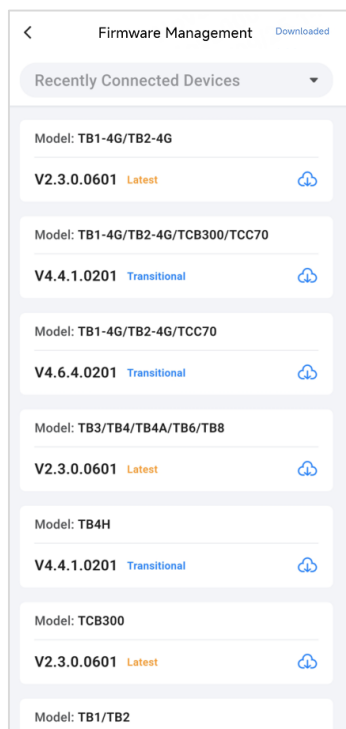 Firmware Management Downloaded
Recently Connected Devices
Model: TB1-4G/TB2-4G
V2.3.0.0601 Latest
Model: TB1-4G/TB2-4G/TCB300/TCC70
V4.4.1.0201 Transitional
Model: TB1-4G/TB2-4G/TCC70
V4.6.4.0201 Transitional
Model: TB3/TB4/TB4A/TB6/TB8
V2.3.0.0601 Latest
Model: TB4H
V4.4.1.0201 Transitional
Model: TCB300
V2.3.0.0601 Latest
Model: TB1/TB2